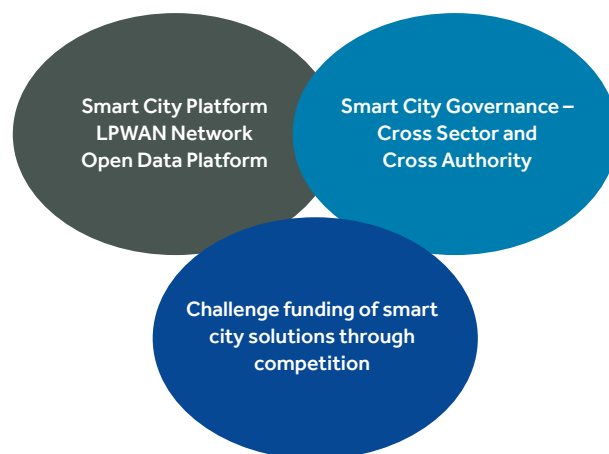 Smart City Platform
LPWAN Network
Open Data Platform
Smart City Governance –
Cross Sector and
Cross Authority
Challenge funding of smart
city solutions through
competition